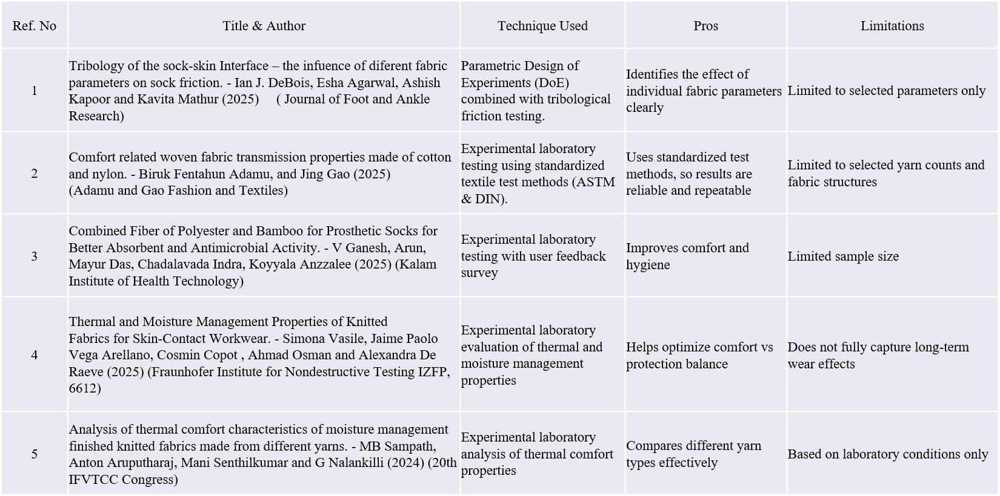 Ref. No
Title & Author
Technique Used
Pros
Limitations
1
Tribology of the sock-skin Interface – the infuence of diferent fabric
parameters on sock friction. - Ian J. DeBois, Esha Agarwal, Ashish
Kapoor and Kavita Mathur (2025) ( Journal of Foot and Ankle
Research)
Parametric Design of
Experiments (DoE)
combined with tribological
friction testing.
Identifies the effect of
individual fabric parameters
clearly
Limited to selected parameters only
2
Comfort related woven fabric transmission properties made of cotton
and nylon. - Biruk Fentahun Adamu, and Jing Gao (2025)
(Adamu and Gao Fashion and Textiles)
Experimental laboratory
testing using standardized
textile test methods (ASTM
& DIN).
Uses standardized test
methods, so results are
reliable and repeatable
Limited to selected yarn counts and
fabric structures
3
Combined Fiber of Polyester and Bamboo for Prosthetic Socks for
Better Absorbent and Antimicrobial Activity. - V Ganesh, Arun,
Mayur Das, Chadalavada Indra, Koyyala Anzzalee (2025) (Kalam
Institute of Health Technology)
Experimental laboratory
testing with user feedback
survey
Improves comfort and
hygiene
Limited sample size
4
Thermal and Moisture Management Properties of Knitted
Fabrics for Skin-Contact Workwear. - Simona Vasile, Jaime Paolo
Vega Arellano, Cosmin Copot , Ahmad Osman and Alexandra De
Raeve (2025) (Fraunhofer Institute for Nondestructive Testing IZFP,
6612)
Experimental laboratory
evaluation of thermal and
moisture management
properties
Helps optimize comfort vs
protection balance
Does not fully capture long-term
wear effects
5
Analysis of thermal comfort characteristics of moisture management
finished knitted fabrics made from different yarns. - MB Sampath,
Anton Aruputharaj, Mani Senthilkumar and G Nalankilli (2024) (20th
IFVTCC Congress)
Experimental laboratory
analysis of thermal comfort
properties
Compares different yarn
types effectively
Based on laboratory conditions only